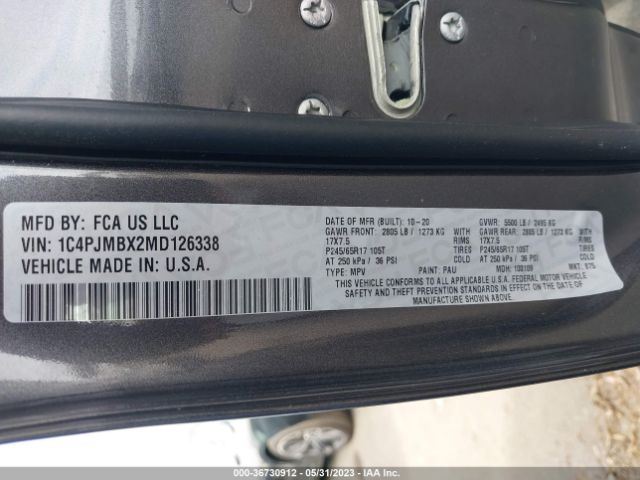 MFD BY: FCA US LLC
VIN: 1C4PJMBX2MD126338
VEHICLE MADE IN: U.S.A.
DATE OF MFR (BUILT): 10-20 GVWR: 5500 LB / 2495 KG
GAWR FRONT: 2805 LB / 1273 KG WITH GAWR REAR: 2805 LB / 1273 KG WITH
17X7.5 RIMS 17X7.5 RIMS
P245/65R17 105T TIRES P245/65R17 105T TIRES
AT 250 kPa / 36 PSI COLD AT 250 kPa / 36 PSI COLD
TYPE: MPV PAINT: PAU MDH: 100109 MKT: 875
THIS VEHICLE CONFORMS TO ALL APPLICABLE U.S.A. FEDERAL MOTOR VEHICLE
SAFETY AND THEFT PREVENTION STANDARDS IN EFFECT ON THE DATE OF
MANUFACTURE SHOWN ABOVE.
000-36730912 - 05/31/2023 - IAA Inc.